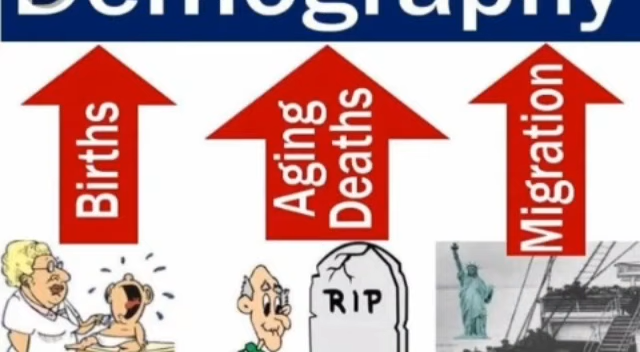 Demography
Births
Aging
Deaths
Migration
RIP